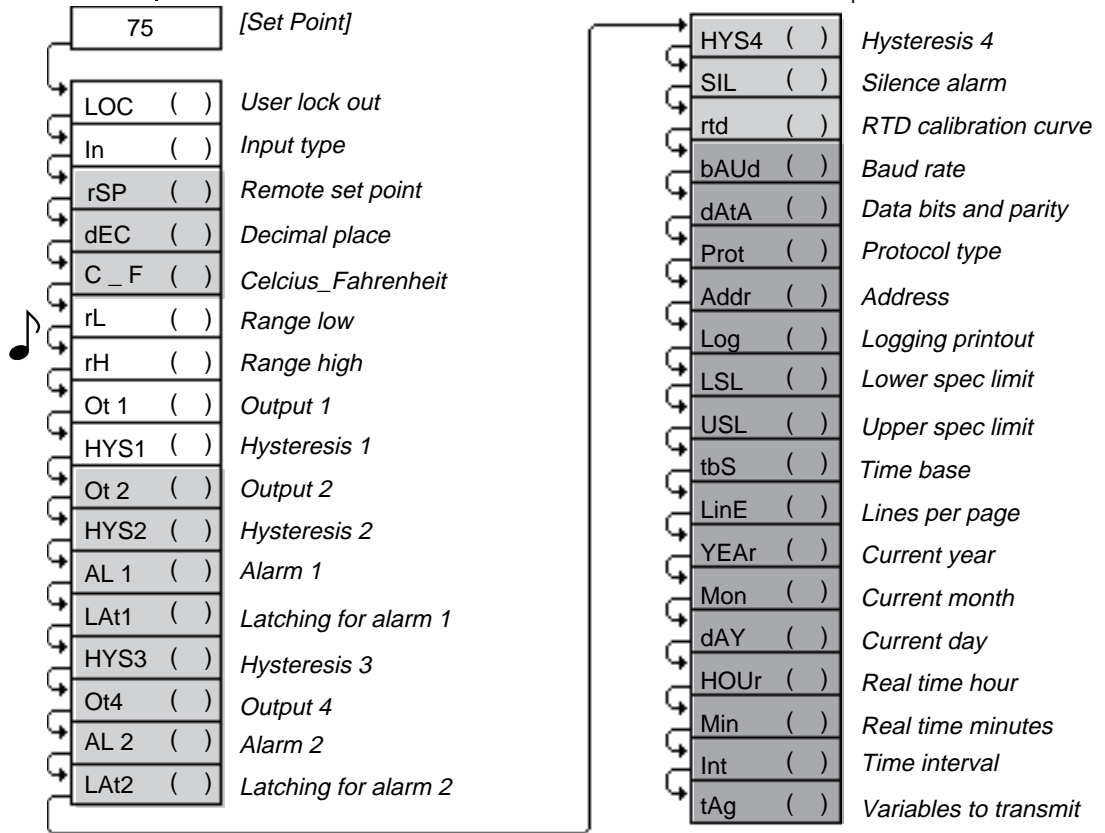 75 [Set Point]
LOC ( ) User lock out
In ( ) Input type
rSP ( ) Remote set point
dEC ( ) Decimal place
C _ F ( ) Celcius_Fahrenheit
rL ( ) Range low
rH ( ) Range high
Ot 1 ( ) Output 1
HYS1 ( ) Hysteresis 1
Ot 2 ( ) Output 2
HYS2 ( ) Hysteresis 2
AL 1 ( ) Alarm 1
LAt1 ( ) Latching for alarm 1
HYS3 ( ) Hysteresis 3
Ot4 ( ) Output 4
AL 2 ( ) Alarm 2
LAt2 ( ) Latching for alarm 2
HYS4 ( ) Hysteresis 4
SIL ( ) Silence alarm
rtd ( ) RTD calibration curve
bAUd ( ) Baud rate
dAtA ( ) Data bits and parity
Prot ( ) Protocol type
Addr ( ) Address
Log ( ) Logging printout
LSL ( ) Lower spec limit
USL ( ) Upper spec limit
tbS ( ) Time base
LinE ( ) Lines per page
YEAr ( ) Current year
Mon ( ) Current month
dAY ( ) Current day
HOUr ( ) Real time hour
Min ( ) Real time minutes
Int ( ) Time interval
tAg ( ) Variables to transmit